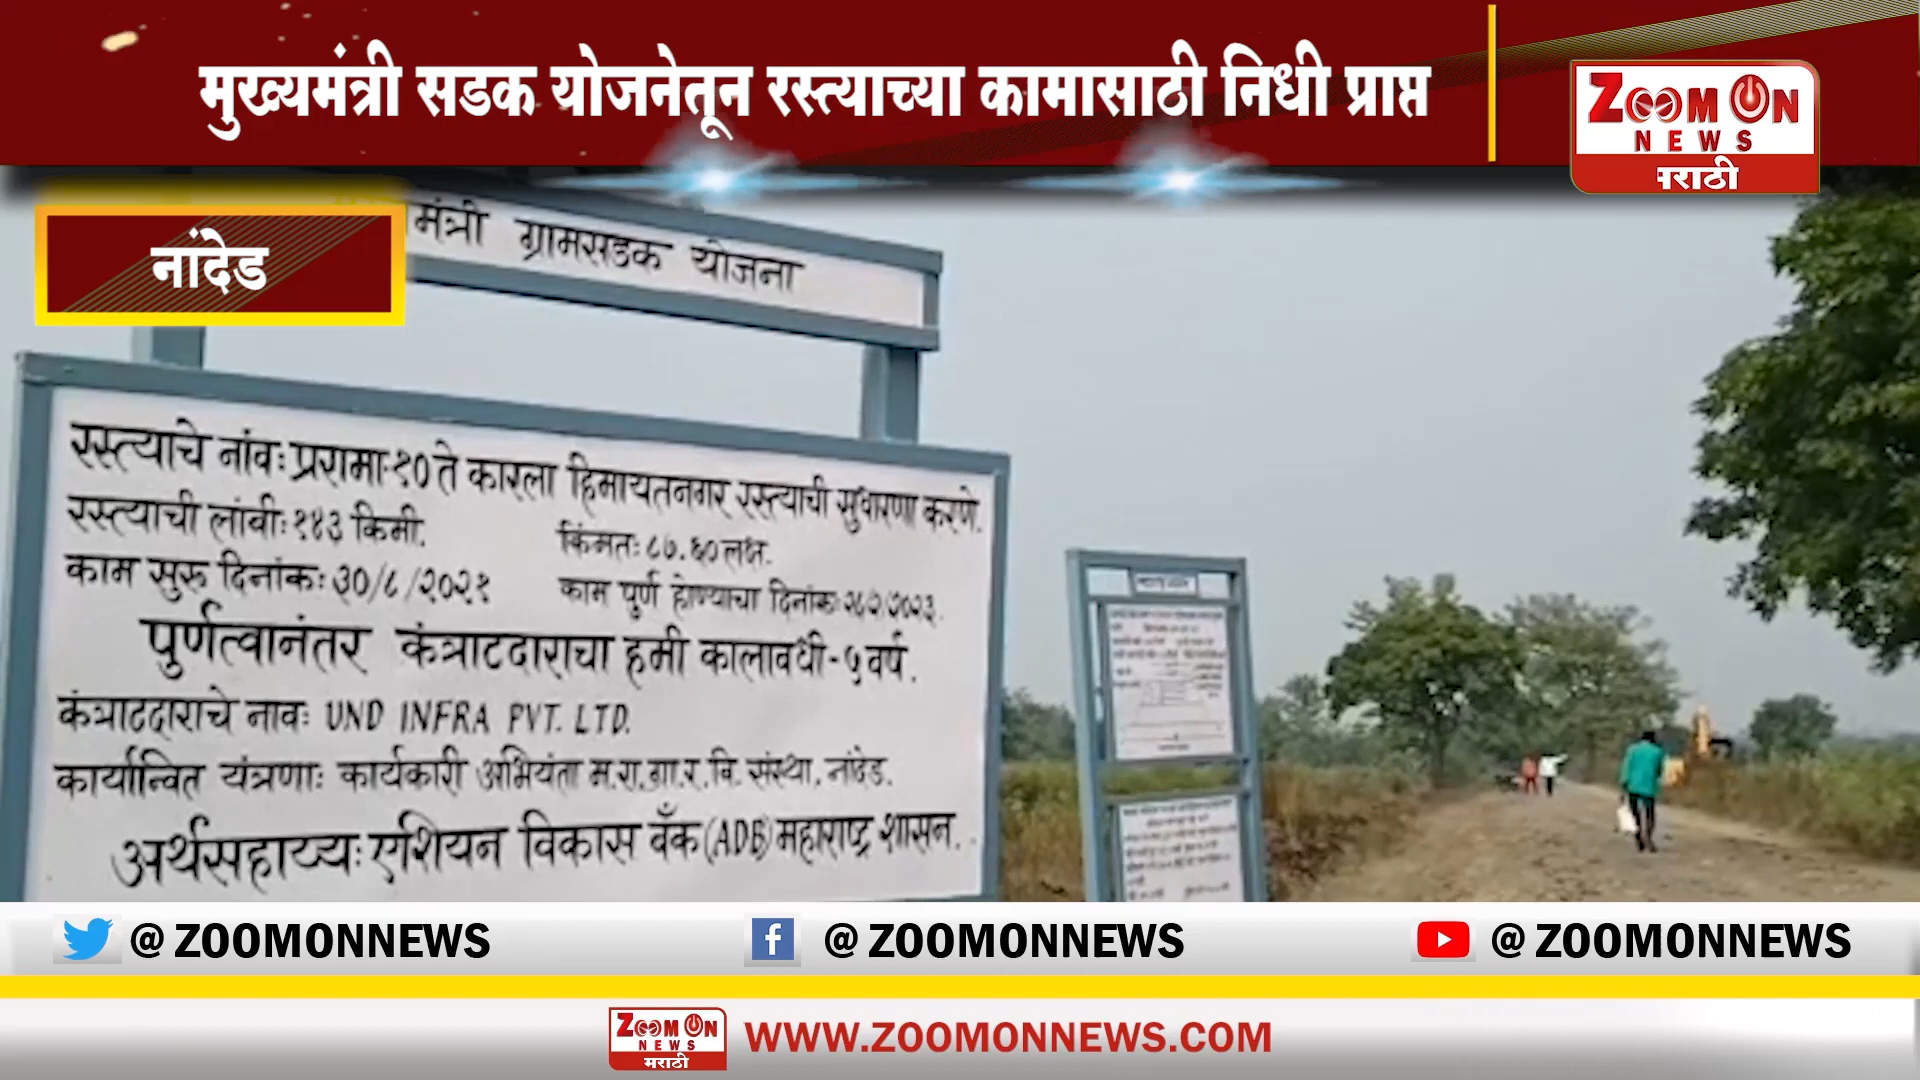 मुख्यमंत्री सडक योजनेतून रस्त्याच्या कामासाठी निधी प्राप्त
ZOOM ON
NEWS
मराठी
नांदेड
मंत्री ग्रामसडक योजना
रस्त्याचे नांवः प्ररामा-१० ते कारला हिमायतनगर रस्त्याची सुधारणा करणे.
रस्त्याची लांबीः १४३ किमी. किंमतः ८७.६० लक्ष.
काम सुरू दिनांकः ३०/८/२०२१ काम पुर्ण होण्याचा दिनांकः
पुर्णत्वानंतर कंत्राटदाराचा हमी कालावधी-५ वर्ष.
कंत्राटदाराचे नावः UND INFRA PVT. LTD.
कार्यान्वित यंत्रणाः कार्यकारी अभियंता म.रा.ग्रा.र.वि. संस्था, नांदेड.
अर्थसहाय्यः एशियन विकास बँक (ADB) महाराष्ट्र शासन.
@ ZOOMONNEWS @ ZOOMONNEWS @ ZOOMONNEWS
ZOOM ON
NEWS
मराठी
WWW.ZOOMONNEWS.COM